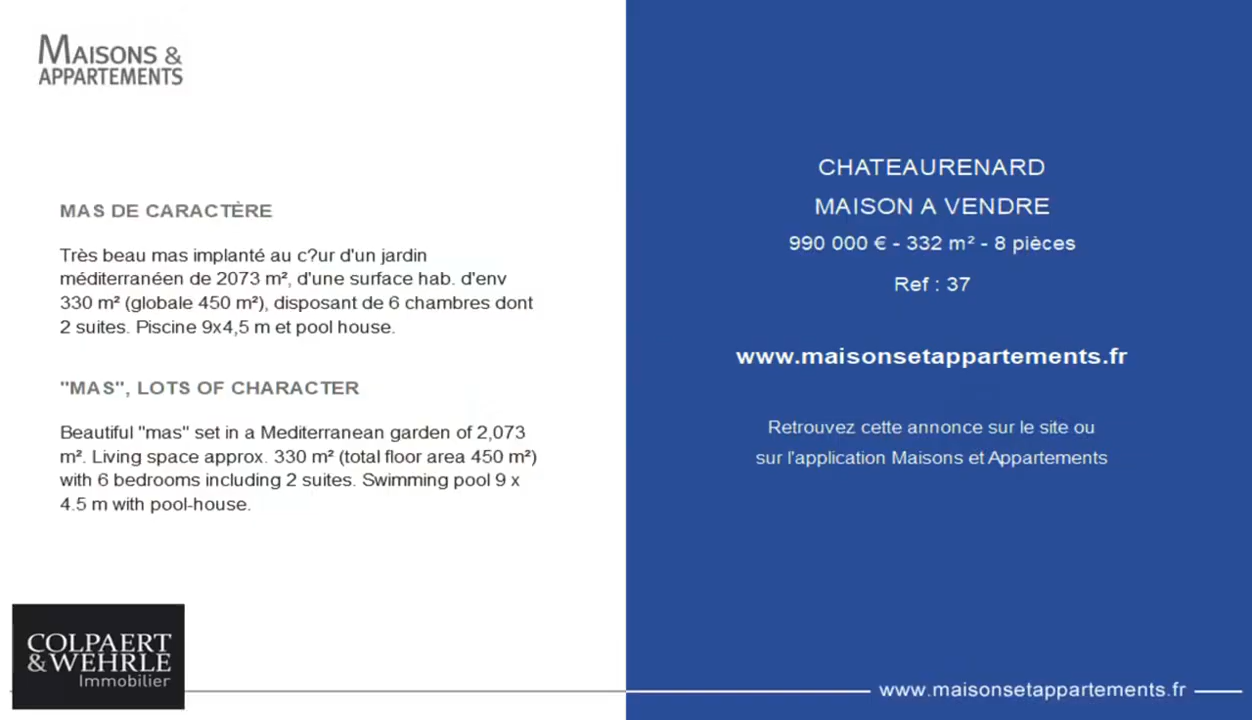 MAISONS &
APPARTEMENTS
MAS DE CARACTÈRE
Très beau mas implanté au c?ur d'un jardin
méditerranéen de 2073 m², d'une surface hab. d'env
330 m² (globale 450 m²), disposant de 6 chambres dont
2 suites. Piscine 9x4,5 m et pool house.
"MAS", LOTS OF CHARACTER
Beautiful "mas" set in a Mediterranean garden of 2,073
m². Living space approx. 330 m² (total floor area 450 m²)
with 6 bedrooms including 2 suites. Swimming pool 9 x
4.5 m with pool-house.
COLPAERT
&WEHRLE
Immobilier
CHATEAURENARD
MAISON A VENDRE
990 000 € - 332 m² - 8 pièces
Ref : 37
www.maisonsetappartements.fr
Retrouvez cette annonce sur le site ou
sur l'application Maisons et Appartements
www.maisonsetappartements.fr